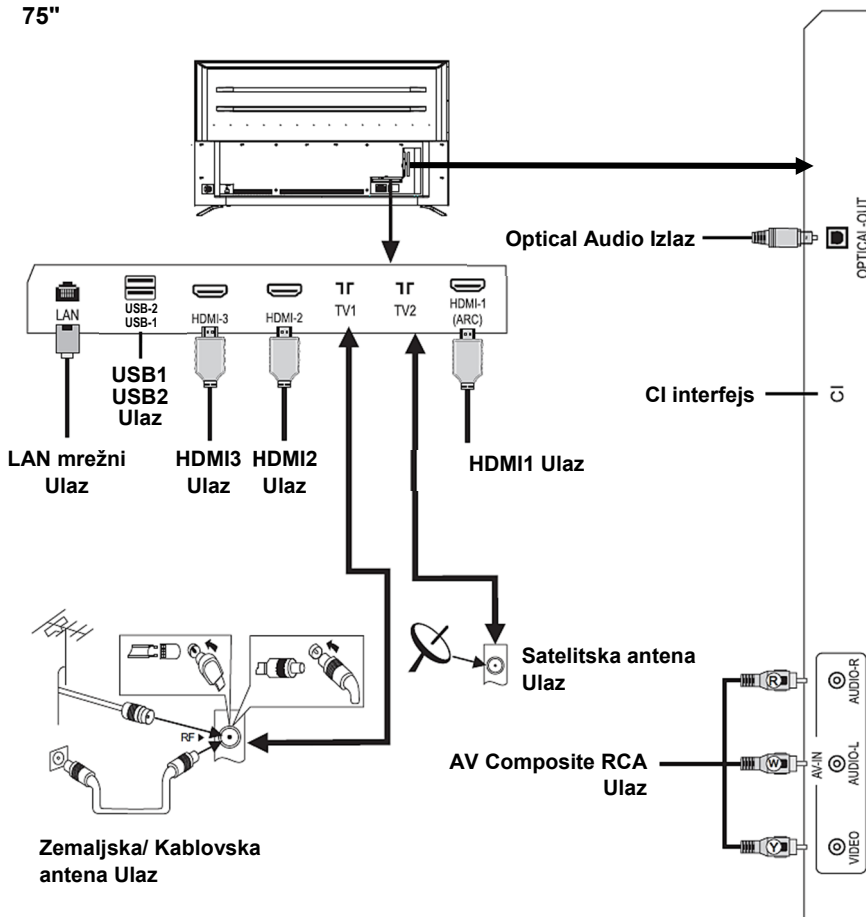 75"
Optical Audio Izlaz
OPTICAL-OUT
LAN
USB-2
USB-1
HDMI-3
HDMI-2
TV1
TV2
HDMI-1
(ARC)
USB1
USB2
Ulaz
CI interfejs
CI
LAN mrežni
Ulaz
HDMI3
Ulaz
HDMI2
Ulaz
HDMI1 Ulaz
Satelitska antena
Ulaz
RF
AV Composite RCA
Ulaz
R
W
Y
AV-IN
AUDIO-R
AUDIO-L
VIDEO
Zemaljska/ Kablovska
antena Ulaz